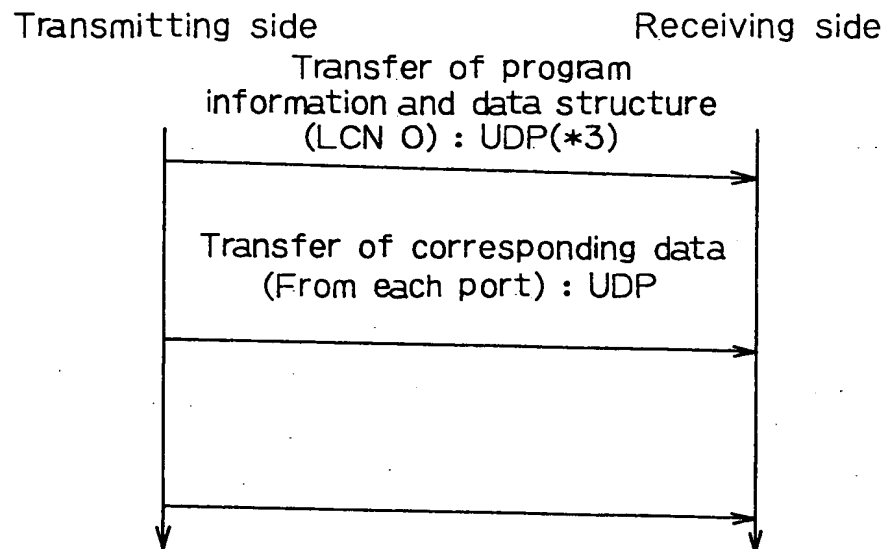 Transmitting side
Receiving side
Transfer of program
information and data structure
(LCN 0) : UDP(*3)
Transfer of corresponding data
(From each port) : UDP